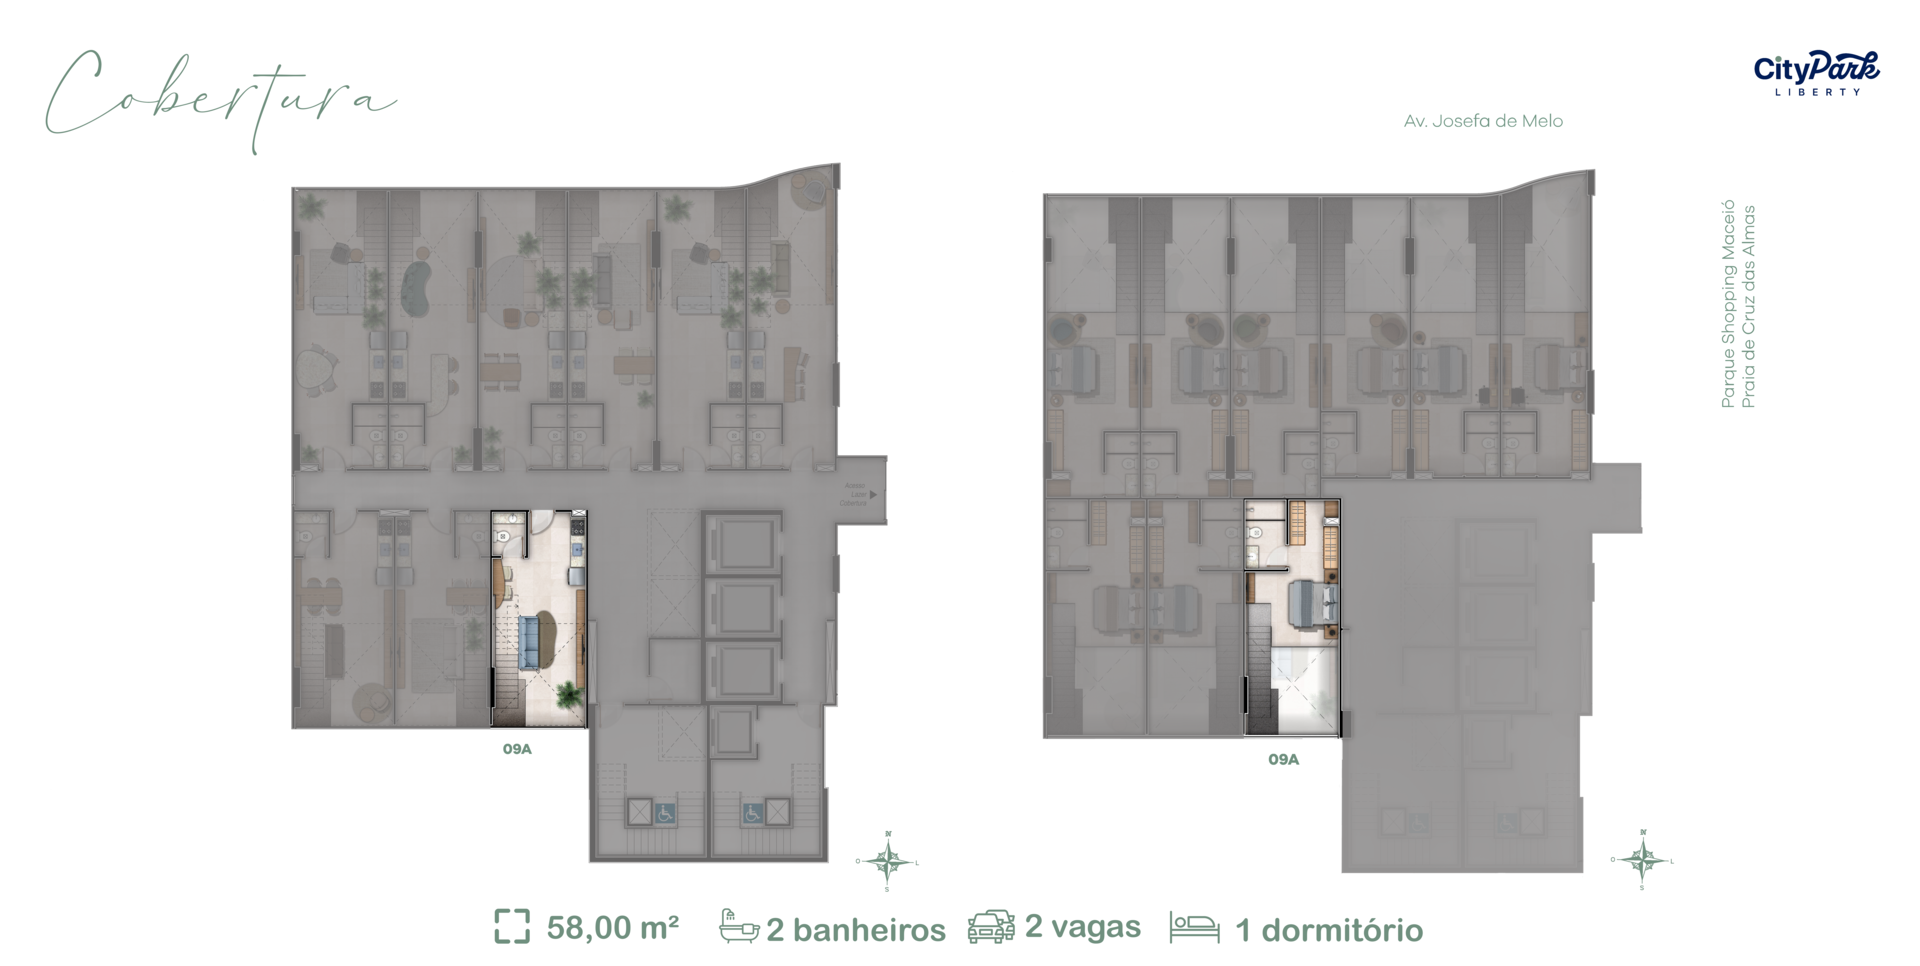 Cobertura
CityPark
LIBERTY
Av. Josefa de Melo
Parque Shopping Maceió
Praia de Cruz das Almas
Acesso
Lazer
Cobertura
09A
09A
N
O
L
S
N
O
L
S
58,00 m²
2 banheiros
2 vagas
1 dormitório